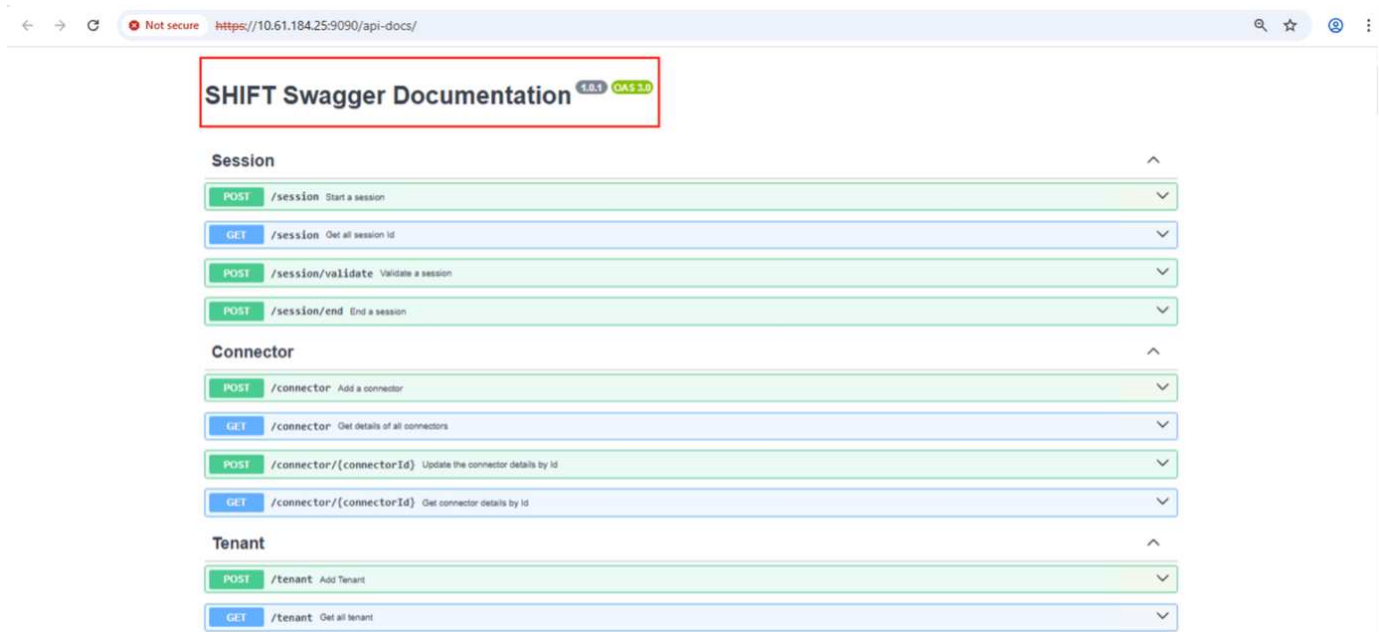 Not secure https://10.61.184.25:9090/api-docs/
SHIFT Swagger Documentation 1.0.1 OAS 3.0
Session
POST /session Start a session
GET /session Get all session Id
POST /session/validate Validate a session
POST /session/end End a session
Connector
POST /connector Add a connector
GET /connector Get details of all connectors
POST /connector/{connectorId} Update the connector details by Id
GET /connector/{connectorId} Get connector details by Id
Tenant
POST /tenant Add Tenant
GET /tenant Get all tenant